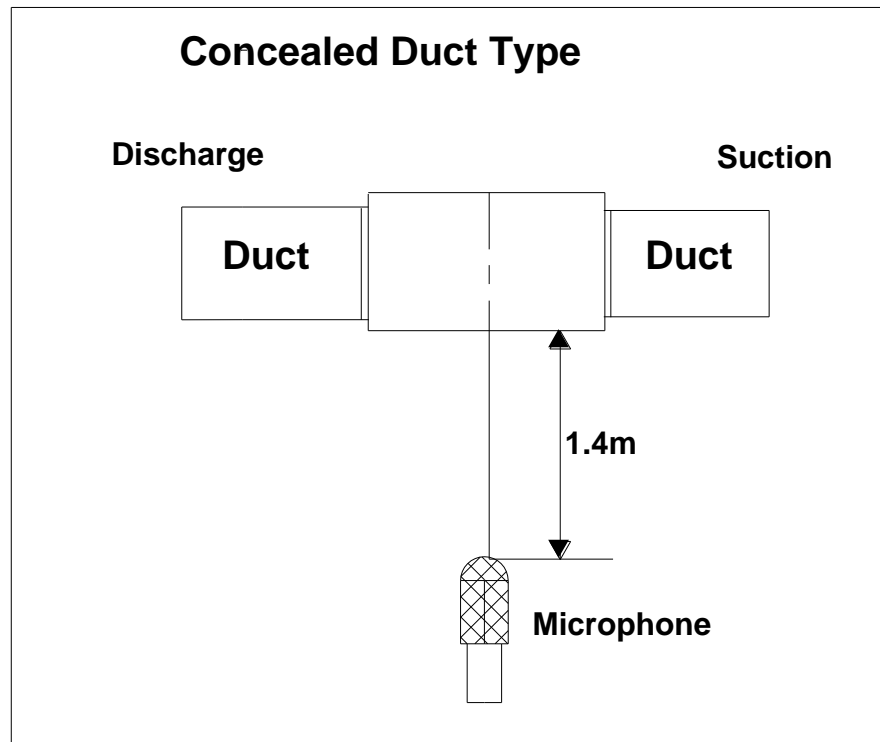 Concealed Duct Type
Discharge
Suction
Duct
Duct
1.4m
Microphone